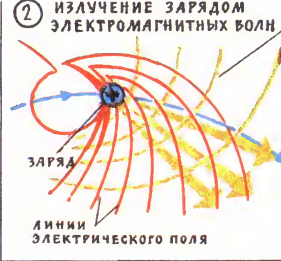 ② ИЗЛУЧЕНИЕ ЗАРЯДОМ
ЭЛЕКТРОМАГНИТНЫХ ВОЛН
ЗАРЯД
ЛИНИИ
ЭЛЕКТРИЧЕСКОГО ПОЛЯ